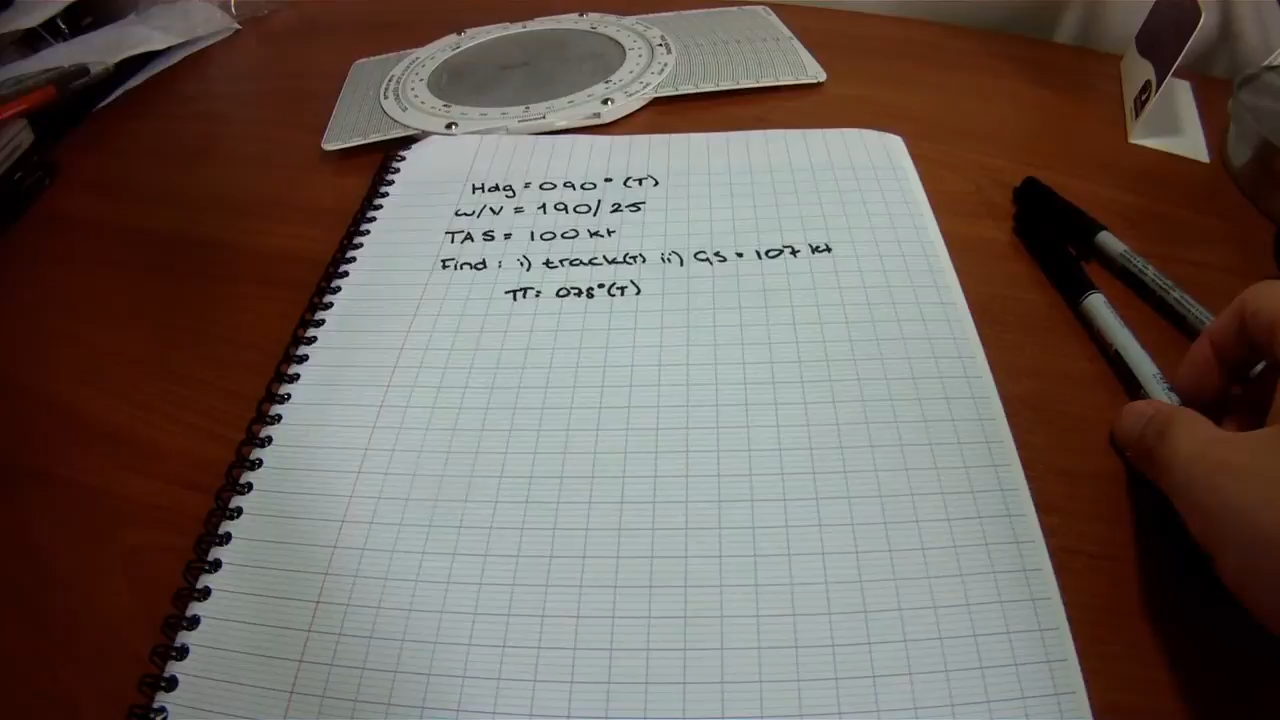 Hdg = 090° (T)
W/V = 190/25
TAS = 100 kt
Find : i) track(T) ii) GS = 107 kt
TT: 078°(T)